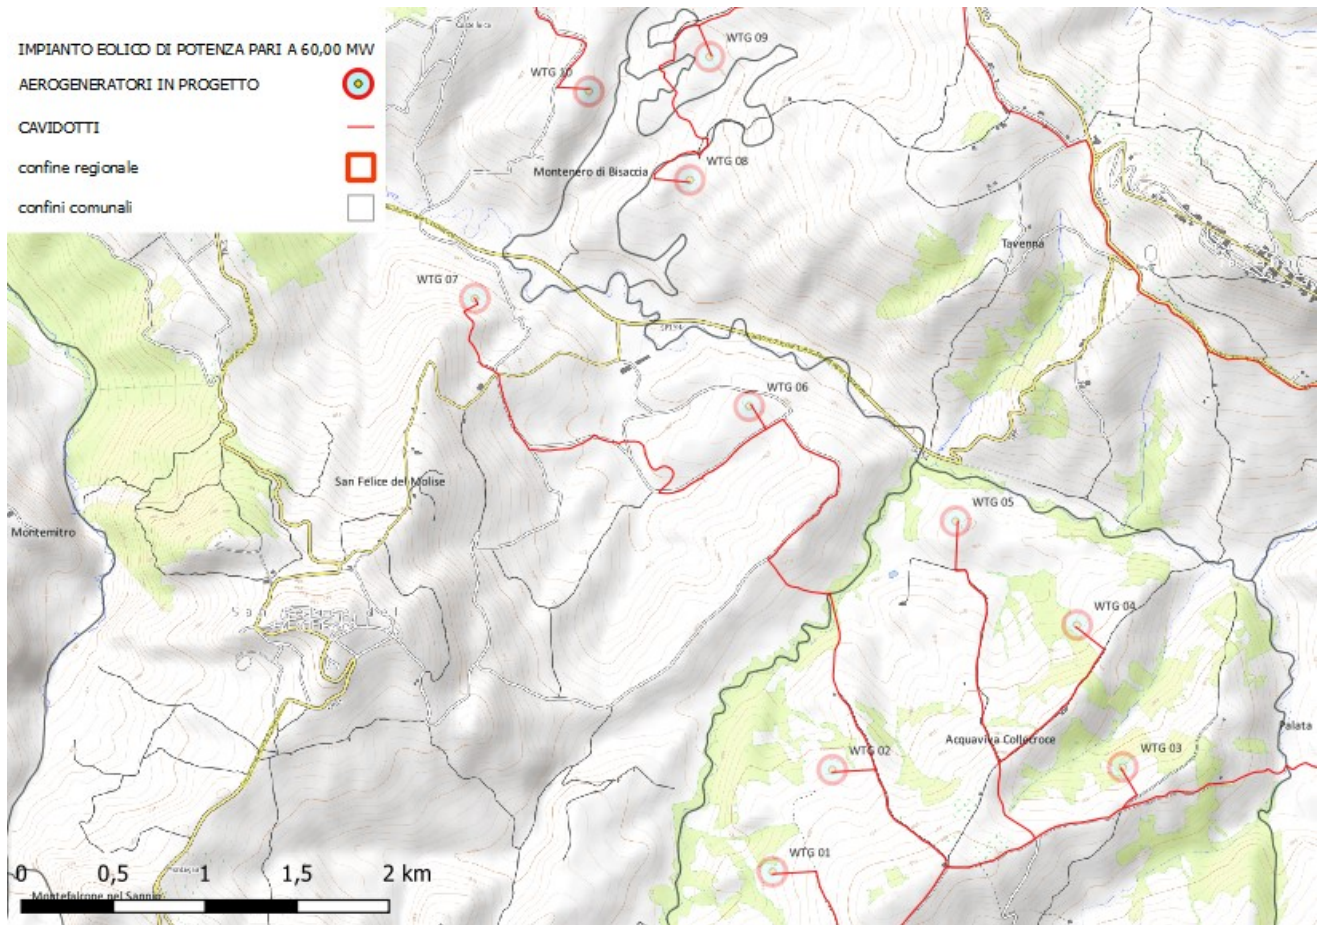 IMPIANTO EOLICO DI POTENZA PARI A 60,00 MW
AEROGENERATORI IN PROGETTO
CAVIDOTTI
confine regionale
confini comunali
WTG 09
WTG 10
WTG 08
Montenero di Bisaccia
Tavenna
WTG 07
SP134
WTG 06
San Felice del Molise
WTG 05
Montemitro
WTG 04
Acquaviva Collecroce
Palata
WTG 03
WTG 02
WTG 01
0 0,5 1 1,5 2 km
Montefalcone nel Sannio